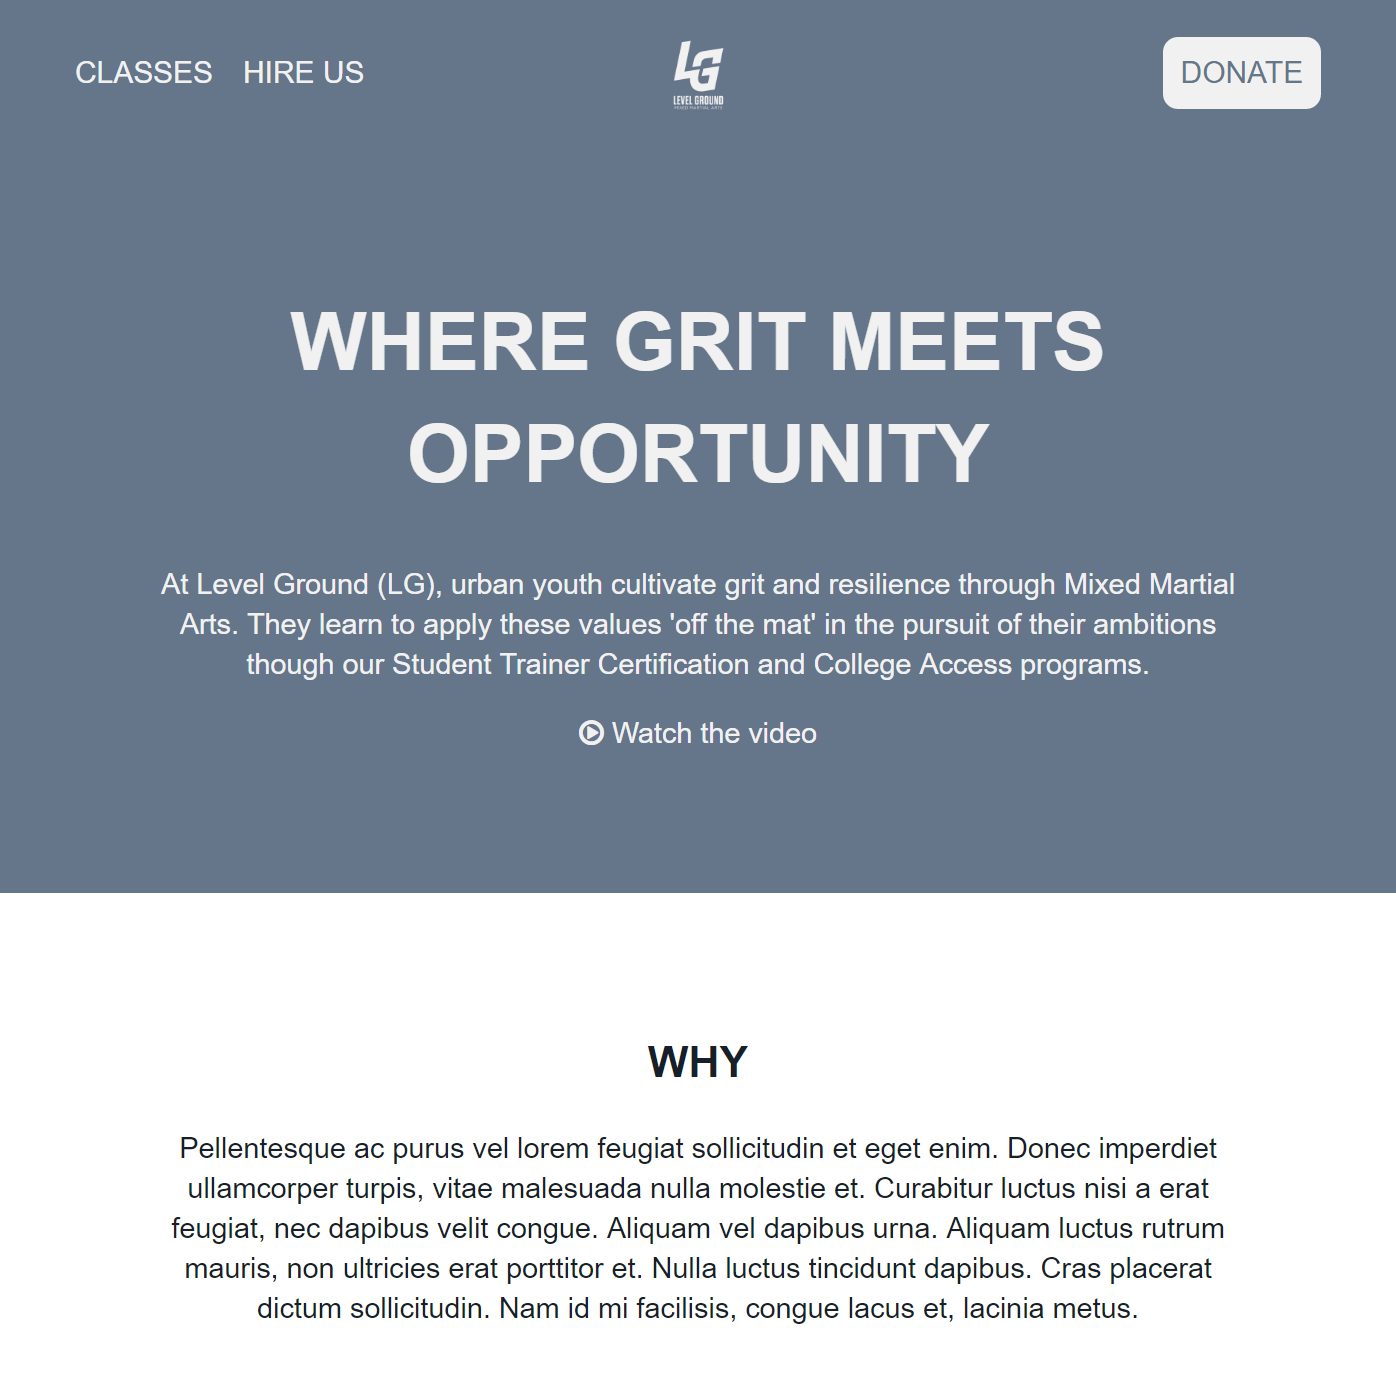 CLASSES HIRE US
LG
LEVEL GROUND
MIXED MARTIAL ARTS
DONATE
WHERE GRIT MEETS
OPPORTUNITY
At Level Ground (LG), urban youth cultivate grit and resilience through Mixed Martial
Arts. They learn to apply these values 'off the mat' in the pursuit of their ambitions
though our Student Trainer Certification and College Access programs.
Watch the video
WHY
Pellentesque ac purus vel lorem feugiat sollicitudin et eget enim. Donec imperdiet
ullamcorper turpis, vitae malesuada nulla molestie et. Curabitur luctus nisi a erat
feugiat, nec dapibus velit congue. Aliquam vel dapibus urna. Aliquam luctus rutrum
mauris, non ultricies erat porttitor et. Nulla luctus tincidunt dapibus. Cras placerat
dictum sollicitudin. Nam id mi facilisis, congue lacus et, lacinia metus.